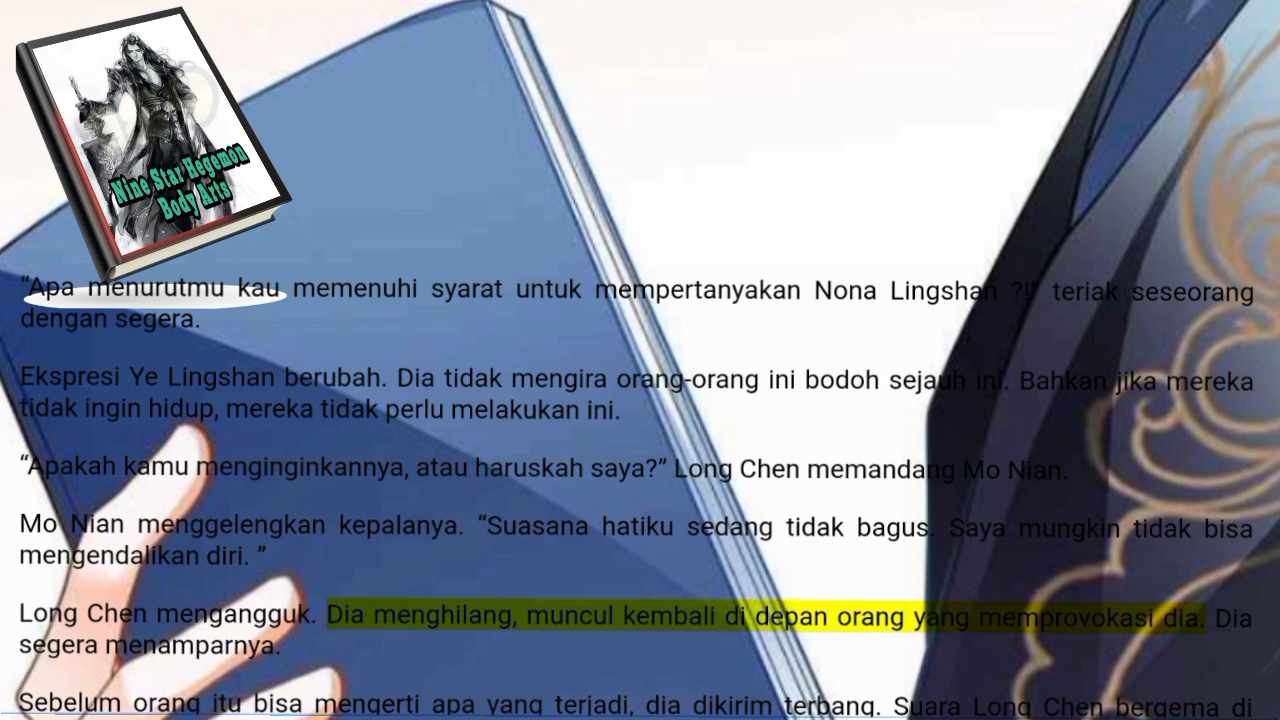 Nine Star Hegemon
Body Arts
“Apa menurutmu kau memenuhi syarat untuk mempertanyakan Nona Lingshan ?!” teriak seseorang
dengan segera.
Ekspresi Ye Lingshan berubah. Dia tidak mengira orang-orang ini bodoh sejauh ini. Bahkan jika mereka
tidak ingin hidup, mereka tidak perlu melakukan ini.
“Apakah kamu menginginkannya, atau haruskah saya?” Long Chen memandang Mo Nian.
Mo Nian menggelengkan kepalanya. “Suasana hatiku sedang tidak bagus. Saya mungkin tidak bisa
mengendalikan diri. ”
Long Chen mengangguk. Dia menghilang, muncul kembali di depan orang yang memprovokasi dia. Dia
segera menamparnya.
Sebelum orang itu bisa mengerti apa yang terjadi, dia dikirim terbang. Suara Long Chen bergema di